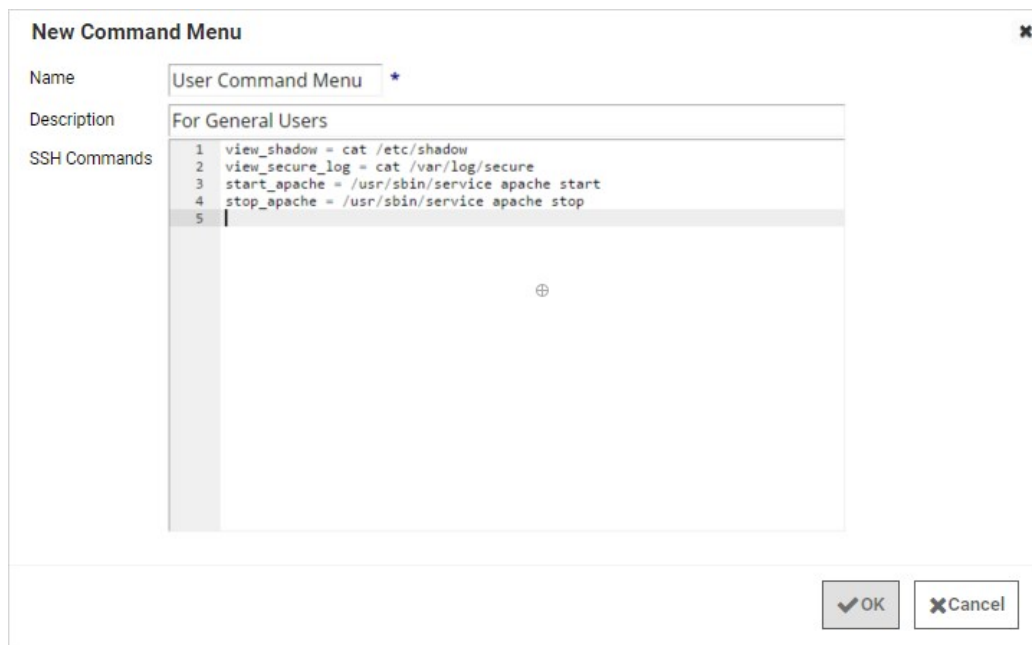 New Command Menu
Name
User Command Menu *
Description
For General Users
SSH Commands
1 view_shadow = cat /etc/shadow
2 view_secure_log = cat /var/log/secure
3 start_apache = /usr/sbin/service apache start
4 stop_apache = /usr/sbin/service apache stop
5
OK
Cancel